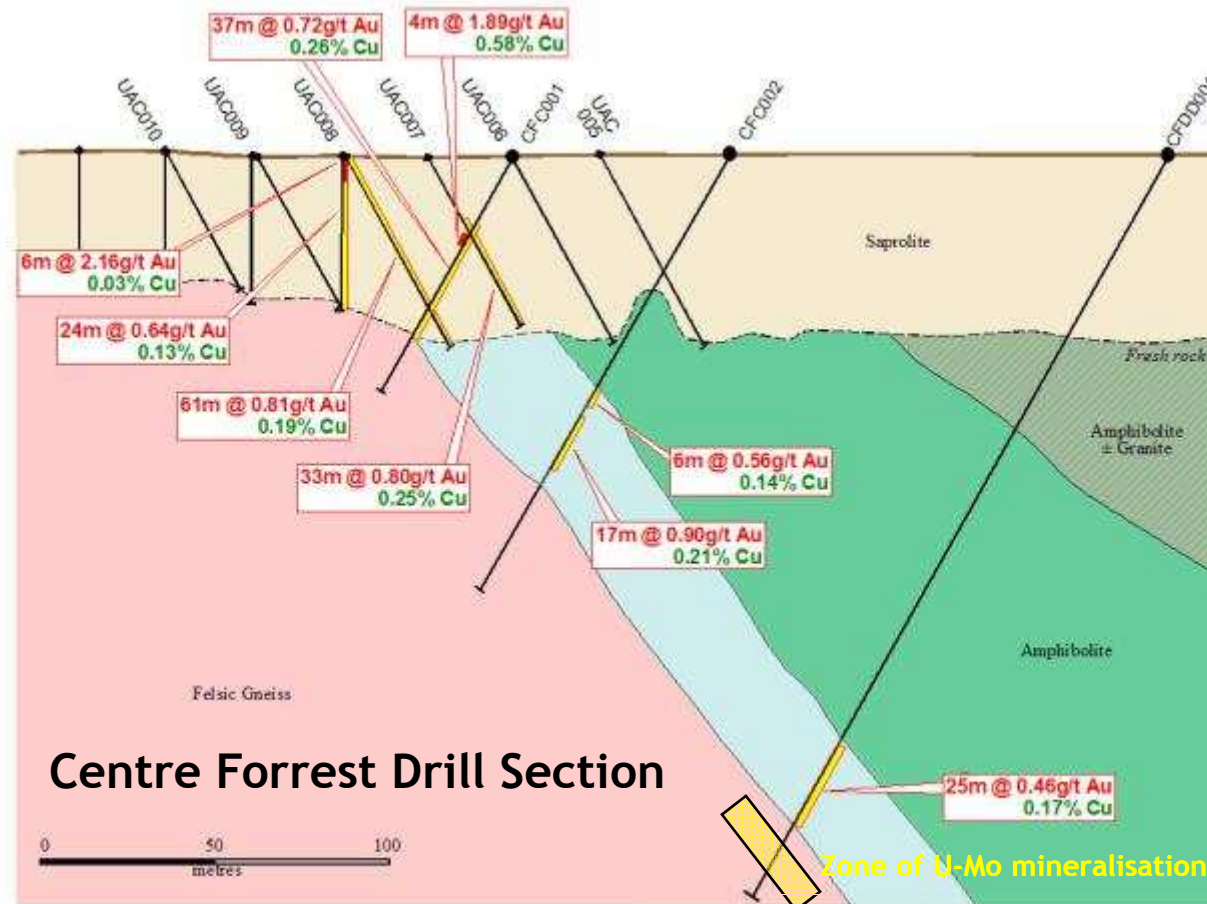 37m @ 0.72g/t Au
0.26% Cu
4m @ 1.89g/t Au
0.58% Cu
UAC010
UAC009
UAC008
UAC007
UAC006
CFC001
UAC
005
CFC002
CFDD001
Saprolite
6m @ 2.16g/t Au
0.03% Cu
24m @ 0.64g/t Au
0.13% Cu
Fresh rock
61m @ 0.81g/t Au
0.19% Cu
Amphibolite
± Granite
33m @ 0.80g/t Au
0.25% Cu
6m @ 0.56g/t Au
0.14% Cu
17m @ 0.90g/t Au
0.21% Cu
Amphibolite
Felsic Gneiss
Centre Forrest Drill Section
25m @ 0.46g/t Au
0.17% Cu
0 50 100
metres
Zone of U-Mo mineralisation